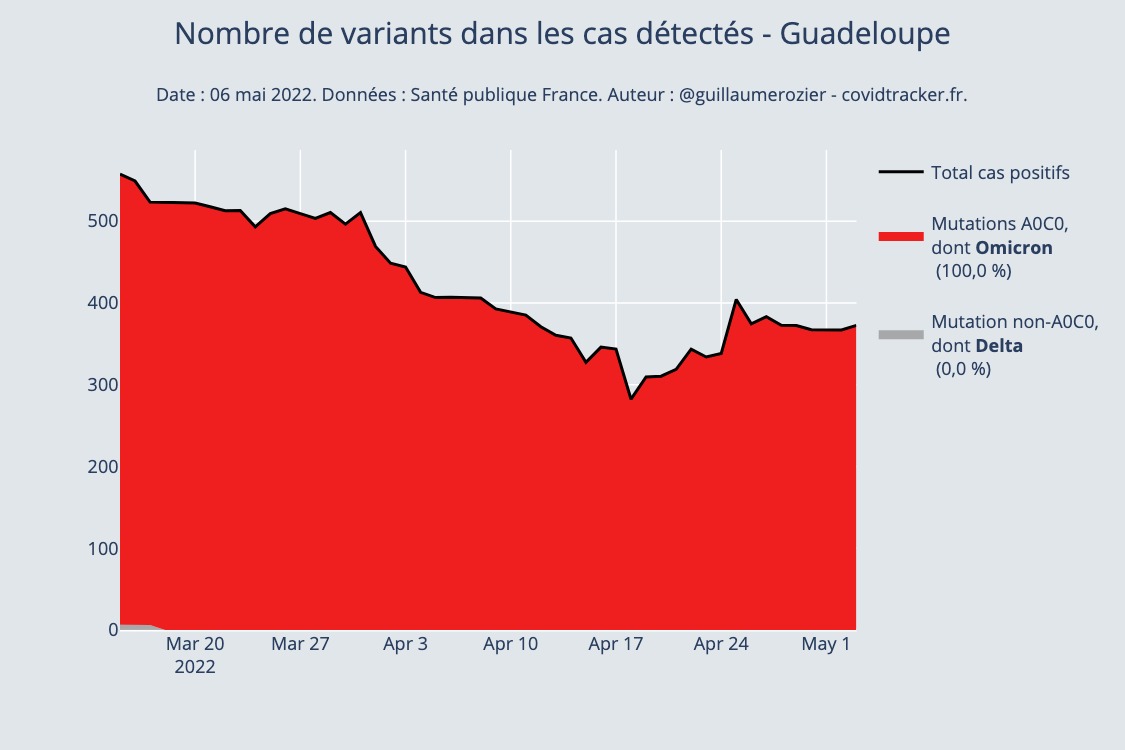 Nombre de variants dans les cas détectés - Guadeloupe
Date : 06 mai 2022. Données : Santé publique France. Auteur : @guillaumerozier - covidtracker.fr.
Total cas positifs
Mutations A0C0,
dont Omicron
(100,0 %)
Mutation non-A0C0,
dont Delta
(0,0 %)
500
400
300
200
100
0
Mar 20
2022
Mar 27
Apr 3
Apr 10
Apr 17
Apr 24
May 1